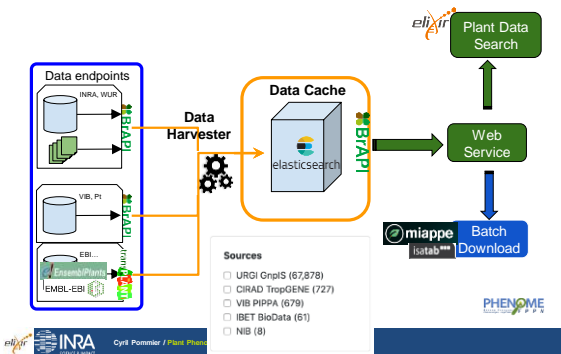 elixir
Plant Data
Search
Data endpoints
INRA, WUR
BrAPI
Data
Harvester
Data Cache
elasticsearch
BrAPI
Web
Service
VIB, Pt
BrAPI
EBI...
EnsemblPlants
EMBL-EBI
miappe
isatab
Batch
Download
Sources
URGI GnpIS (67,878)
CIRAD TropGENE (727)
VIB PIPPA (679)
IBET BioData (61)
NIB (8)
PHENOME
elixir
INRA
Cyril Pommier / Plant Pheno